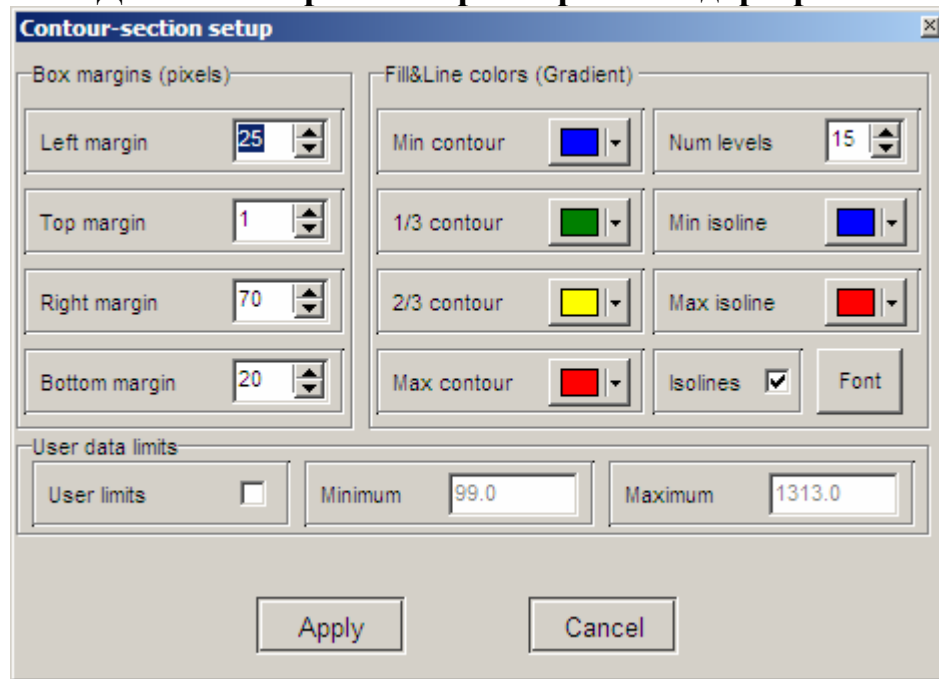 Contour-section setup
Box margins (pixels)
Left margin 25
Top margin 1
Right margin 70
Bottom margin 20
Fill&Line colors (Gradient)
Min contour
1/3 contour
2/3 contour
Max contour
Num levels 15
Min isoline
Max isoline
Isolines
Font
User data limits
User limits
Minimum 99.0
Maximum 1313.0
Apply
Cancel